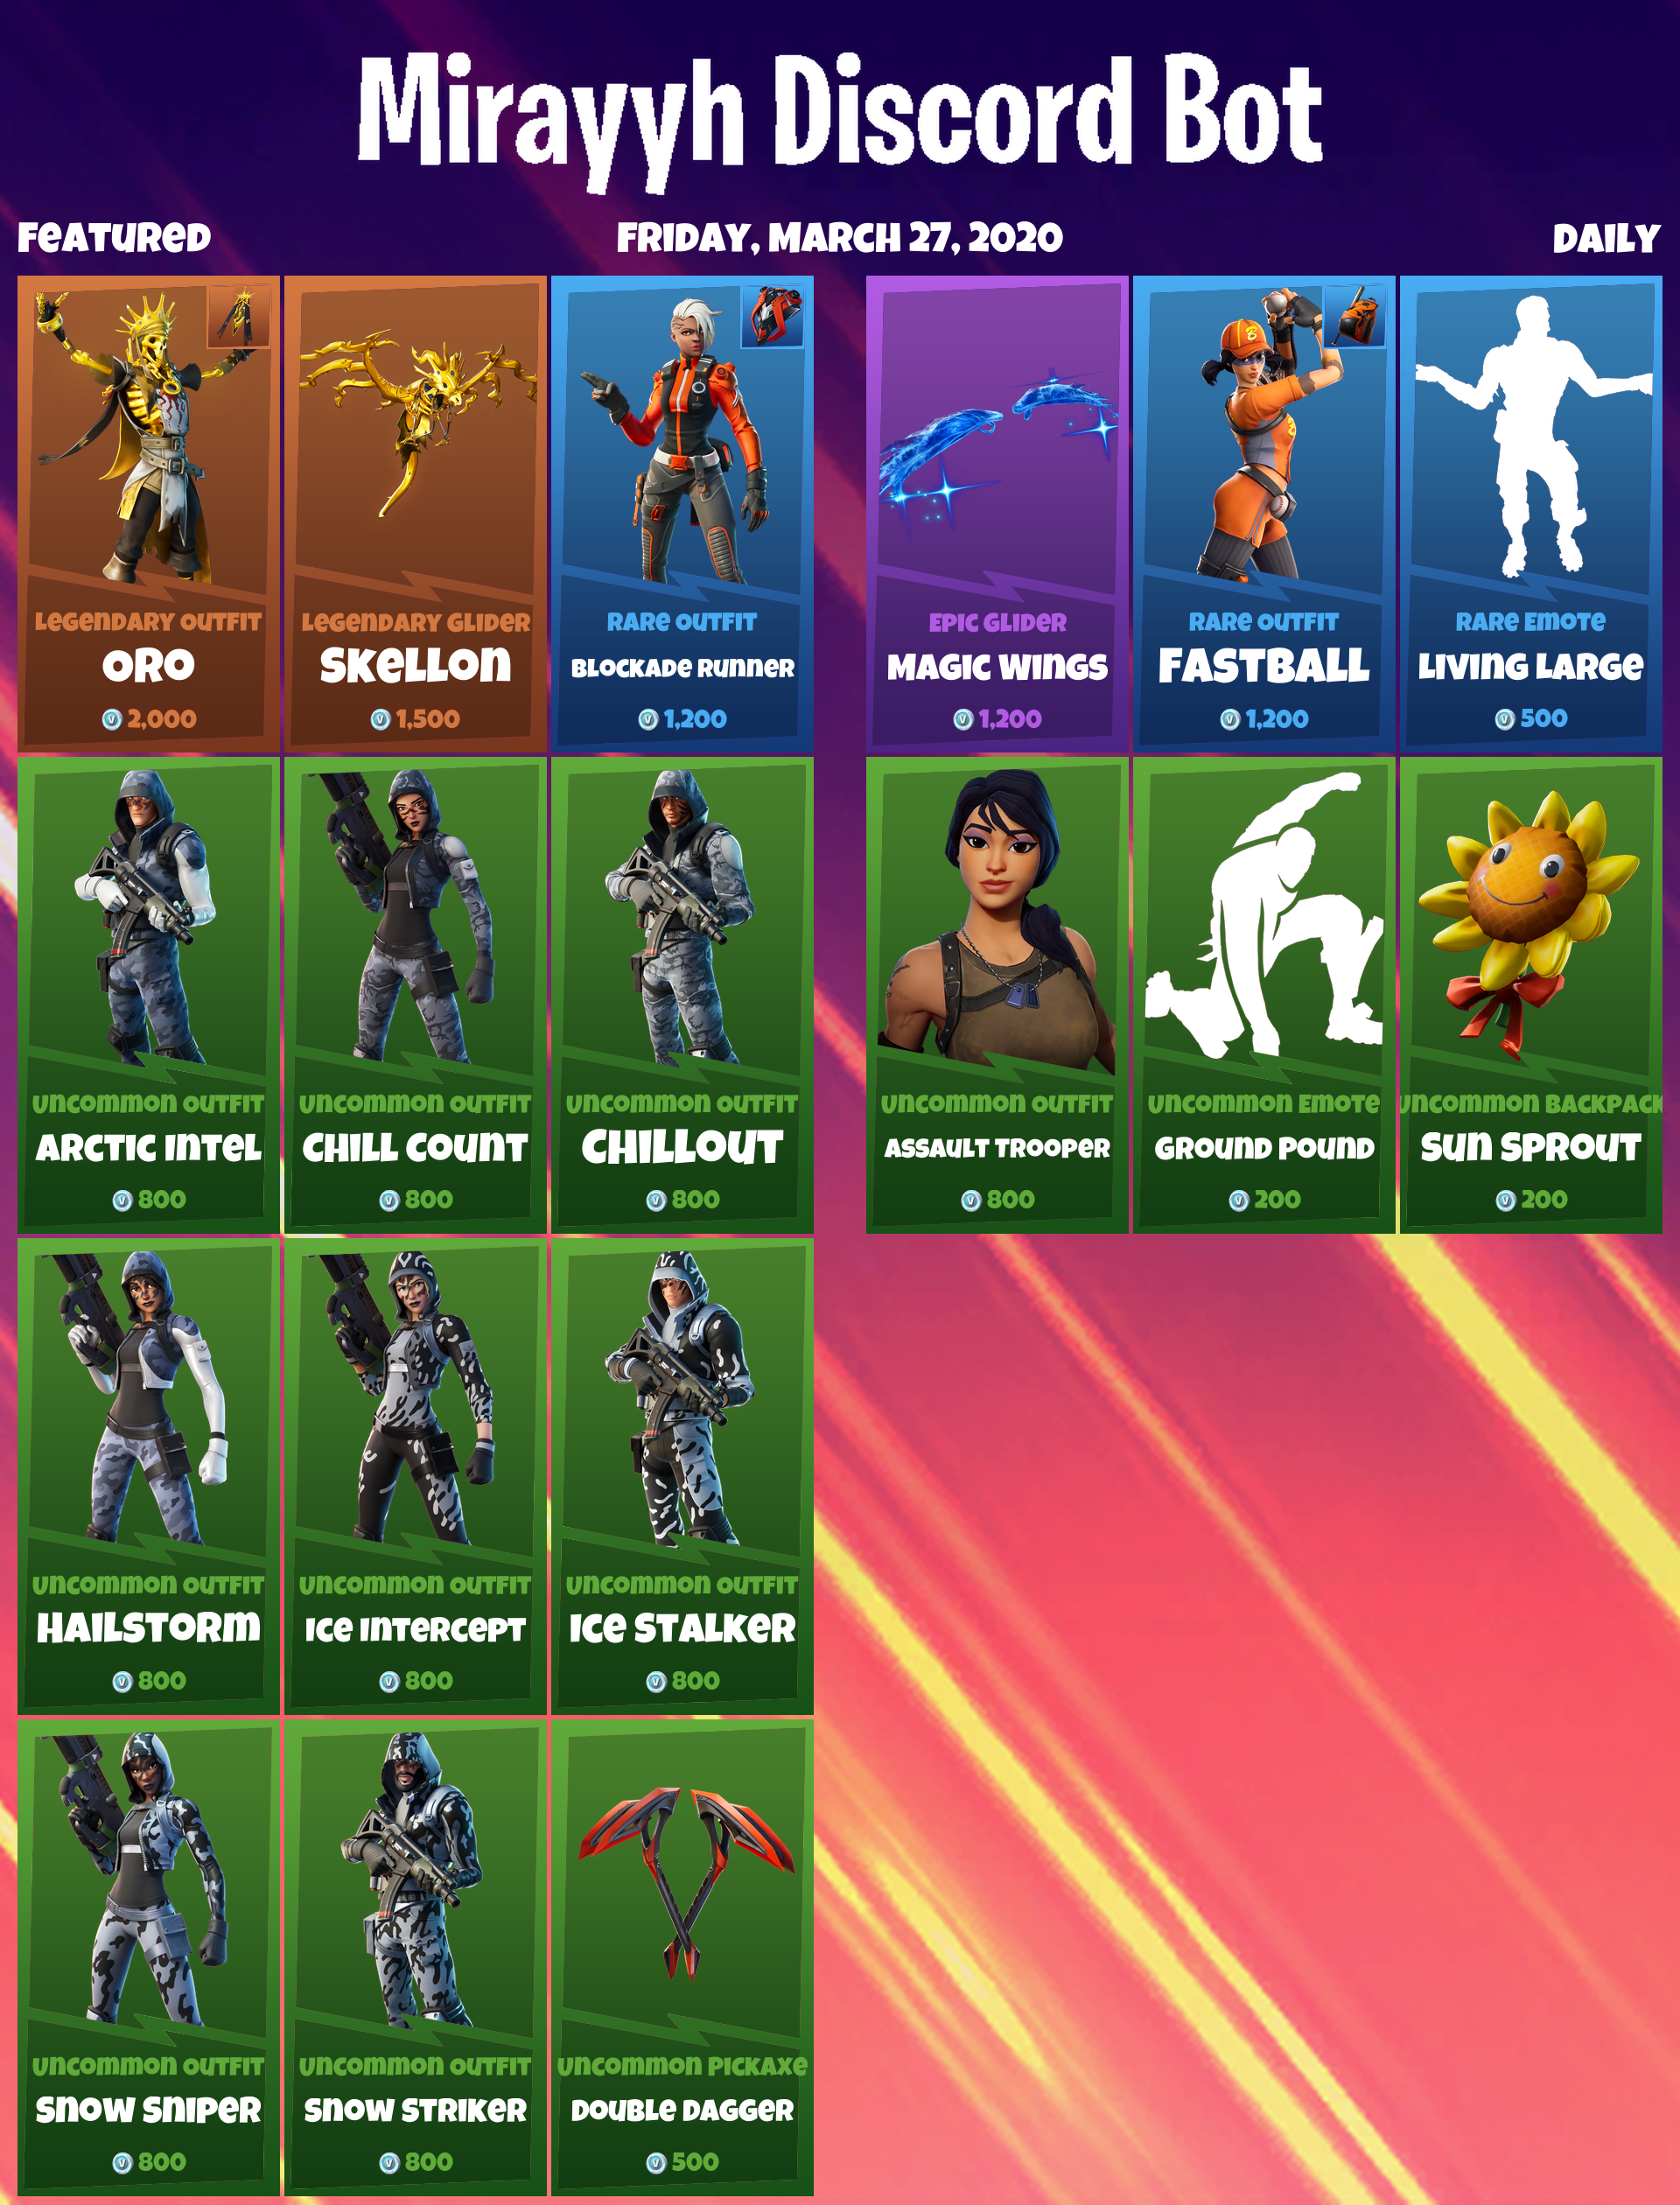 Mirayyh Discord Bot
FEATURED
FRIDAY, MARCH 27, 2020
DAILY
LEGENDARY OUTFIT
ORO
2,000
LEGENDARY GLIDER
SKELLON
1,500
RARE OUTFIT
BLOCKADE RUNNER
1,200
EPIC GLIDER
MAGIC WINGS
1,200
RARE OUTFIT
FASTBALL
1,200
RARE EMOTE
LIVING LARGE
500
UNCOMMON OUTFIT
ARCTIC INTEL
800
UNCOMMON OUTFIT
CHILL COUNT
800
UNCOMMON OUTFIT
CHILLOUT
800
UNCOMMON OUTFIT
ASSAULT TROOPER
800
UNCOMMON EMOTE
GROUND POUND
200
UNCOMMON BACKPACK
SUN SPROUT
200
UNCOMMON OUTFIT
HAILSTORM
800
UNCOMMON OUTFIT
ICE INTERCEPT
800
UNCOMMON OUTFIT
ICE STALKER
800
UNCOMMON OUTFIT
SNOW SNIPER
800
UNCOMMON OUTFIT
SNOW STRIKER
800
UNCOMMON PICKAXE
DOUBLE DAGGER
500